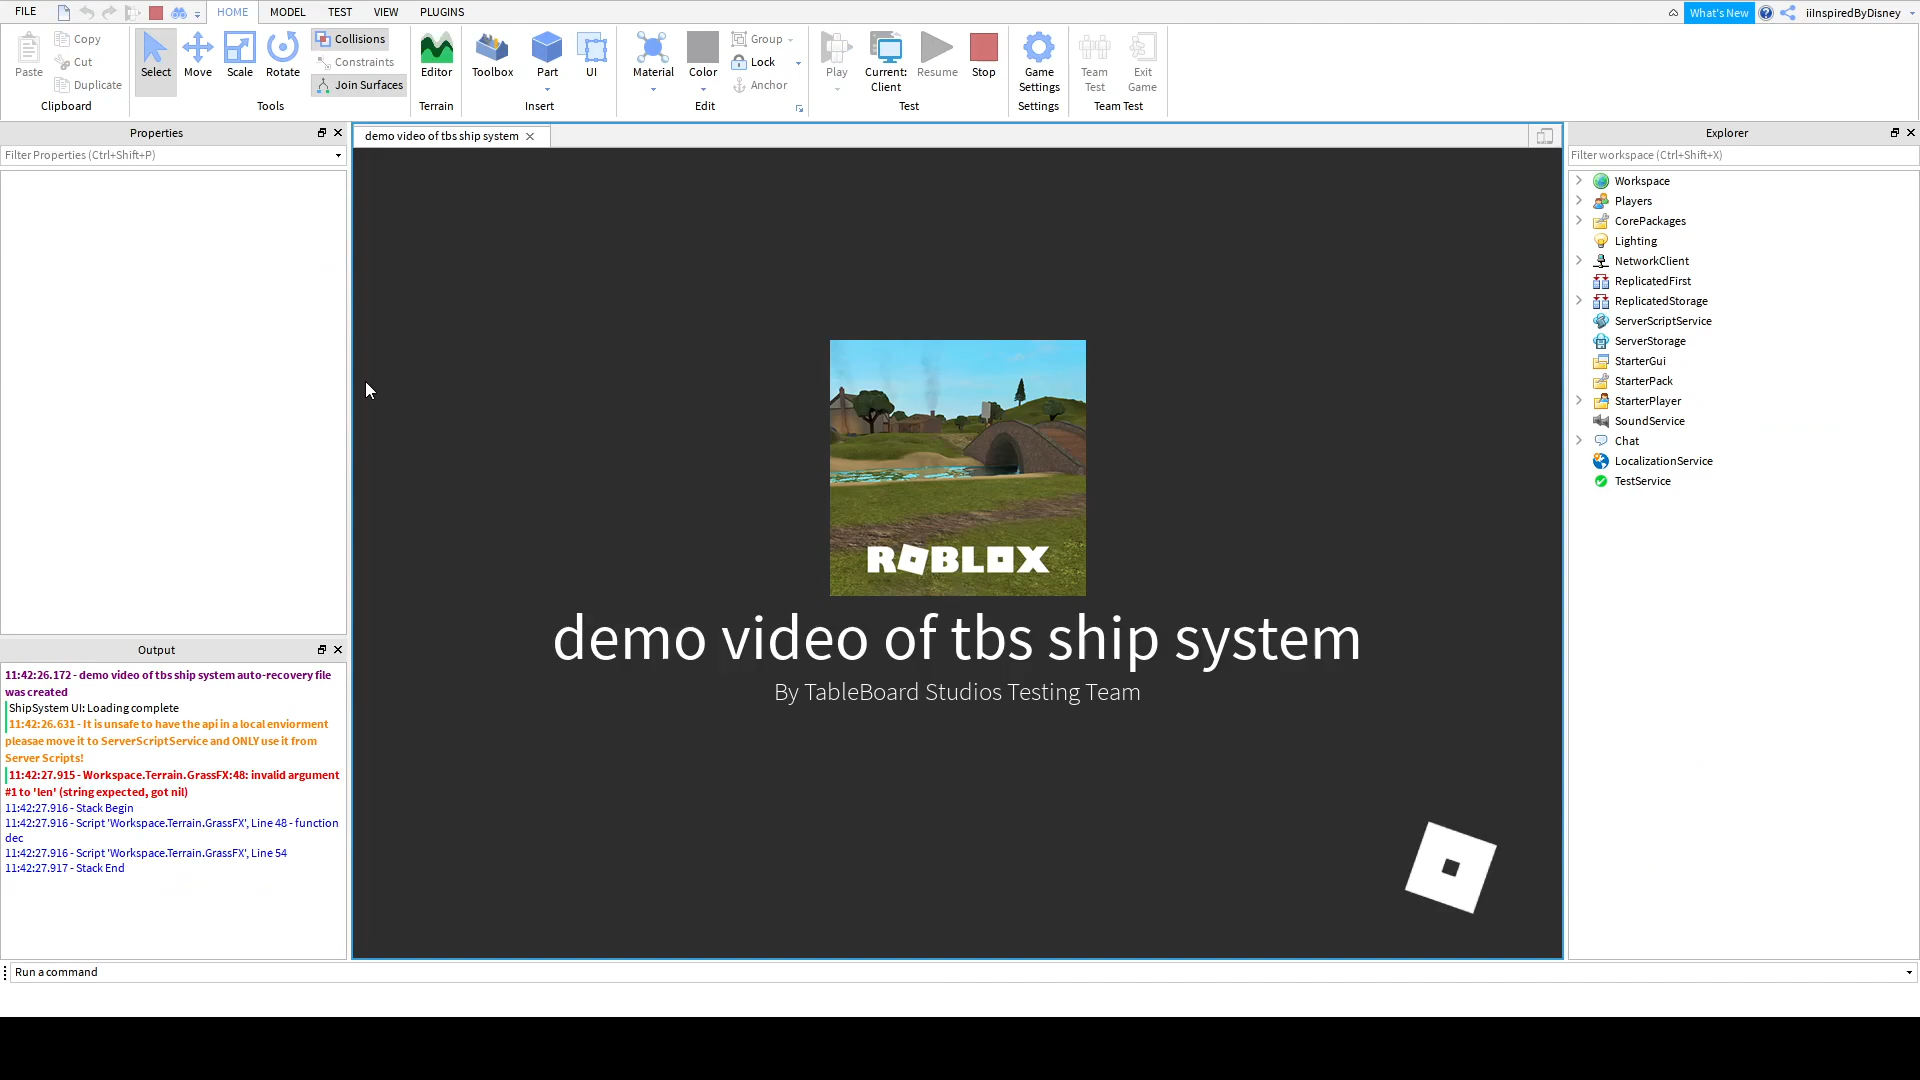 FILE HOME MODEL TEST VIEW PLUGINS What's New iiInspiredByDisney
Paste Copy Cut Duplicate Clipboard
Select Move Scale Rotate Collisions Constraints Join Surfaces Tools
Editor Terrain
Toolbox Part UI Insert
Material Color Group Lock Anchor Edit
Play Current: Client Resume Stop Test
Game Settings Settings
Team Test Exit Game Team Test
Properties
Filter Properties (Ctrl+Shift+P)
Output
11:42:26.172 - demo video of tbs ship system auto-recovery file
was created
ShipSystem UI: Loading complete
11:42:26.631 - It is unsafe to have the api in a local enviorment
pleasae move it to ServerScriptService and ONLY use it from
Server Scripts!
11:42:27.915 - Workspace.Terrain.GrassFX:48: invalid argument
#1 to 'len' (string expected, got nil)
11:42:27.916 - Stack Begin
11:42:27.916 - Script 'Workspace.Terrain.GrassFX', Line 48 - function
dec
11:42:27.916 - Script 'Workspace.Terrain.GrassFX', Line 54
11:42:27.917 - Stack End
demo video of tbs ship system
ROBLOX
demo video of tbs ship system
By TableBoard Studios Testing Team
Explorer
Filter workspace (Ctrl+Shift+X)
Workspace
Players
CorePackages
Lighting
NetworkClient
ReplicatedFirst
ReplicatedStorage
ServerScriptService
ServerStorage
StarterGui
StarterPack
StarterPlayer
SoundService
Chat
LocalizationService
TestService
Run a command